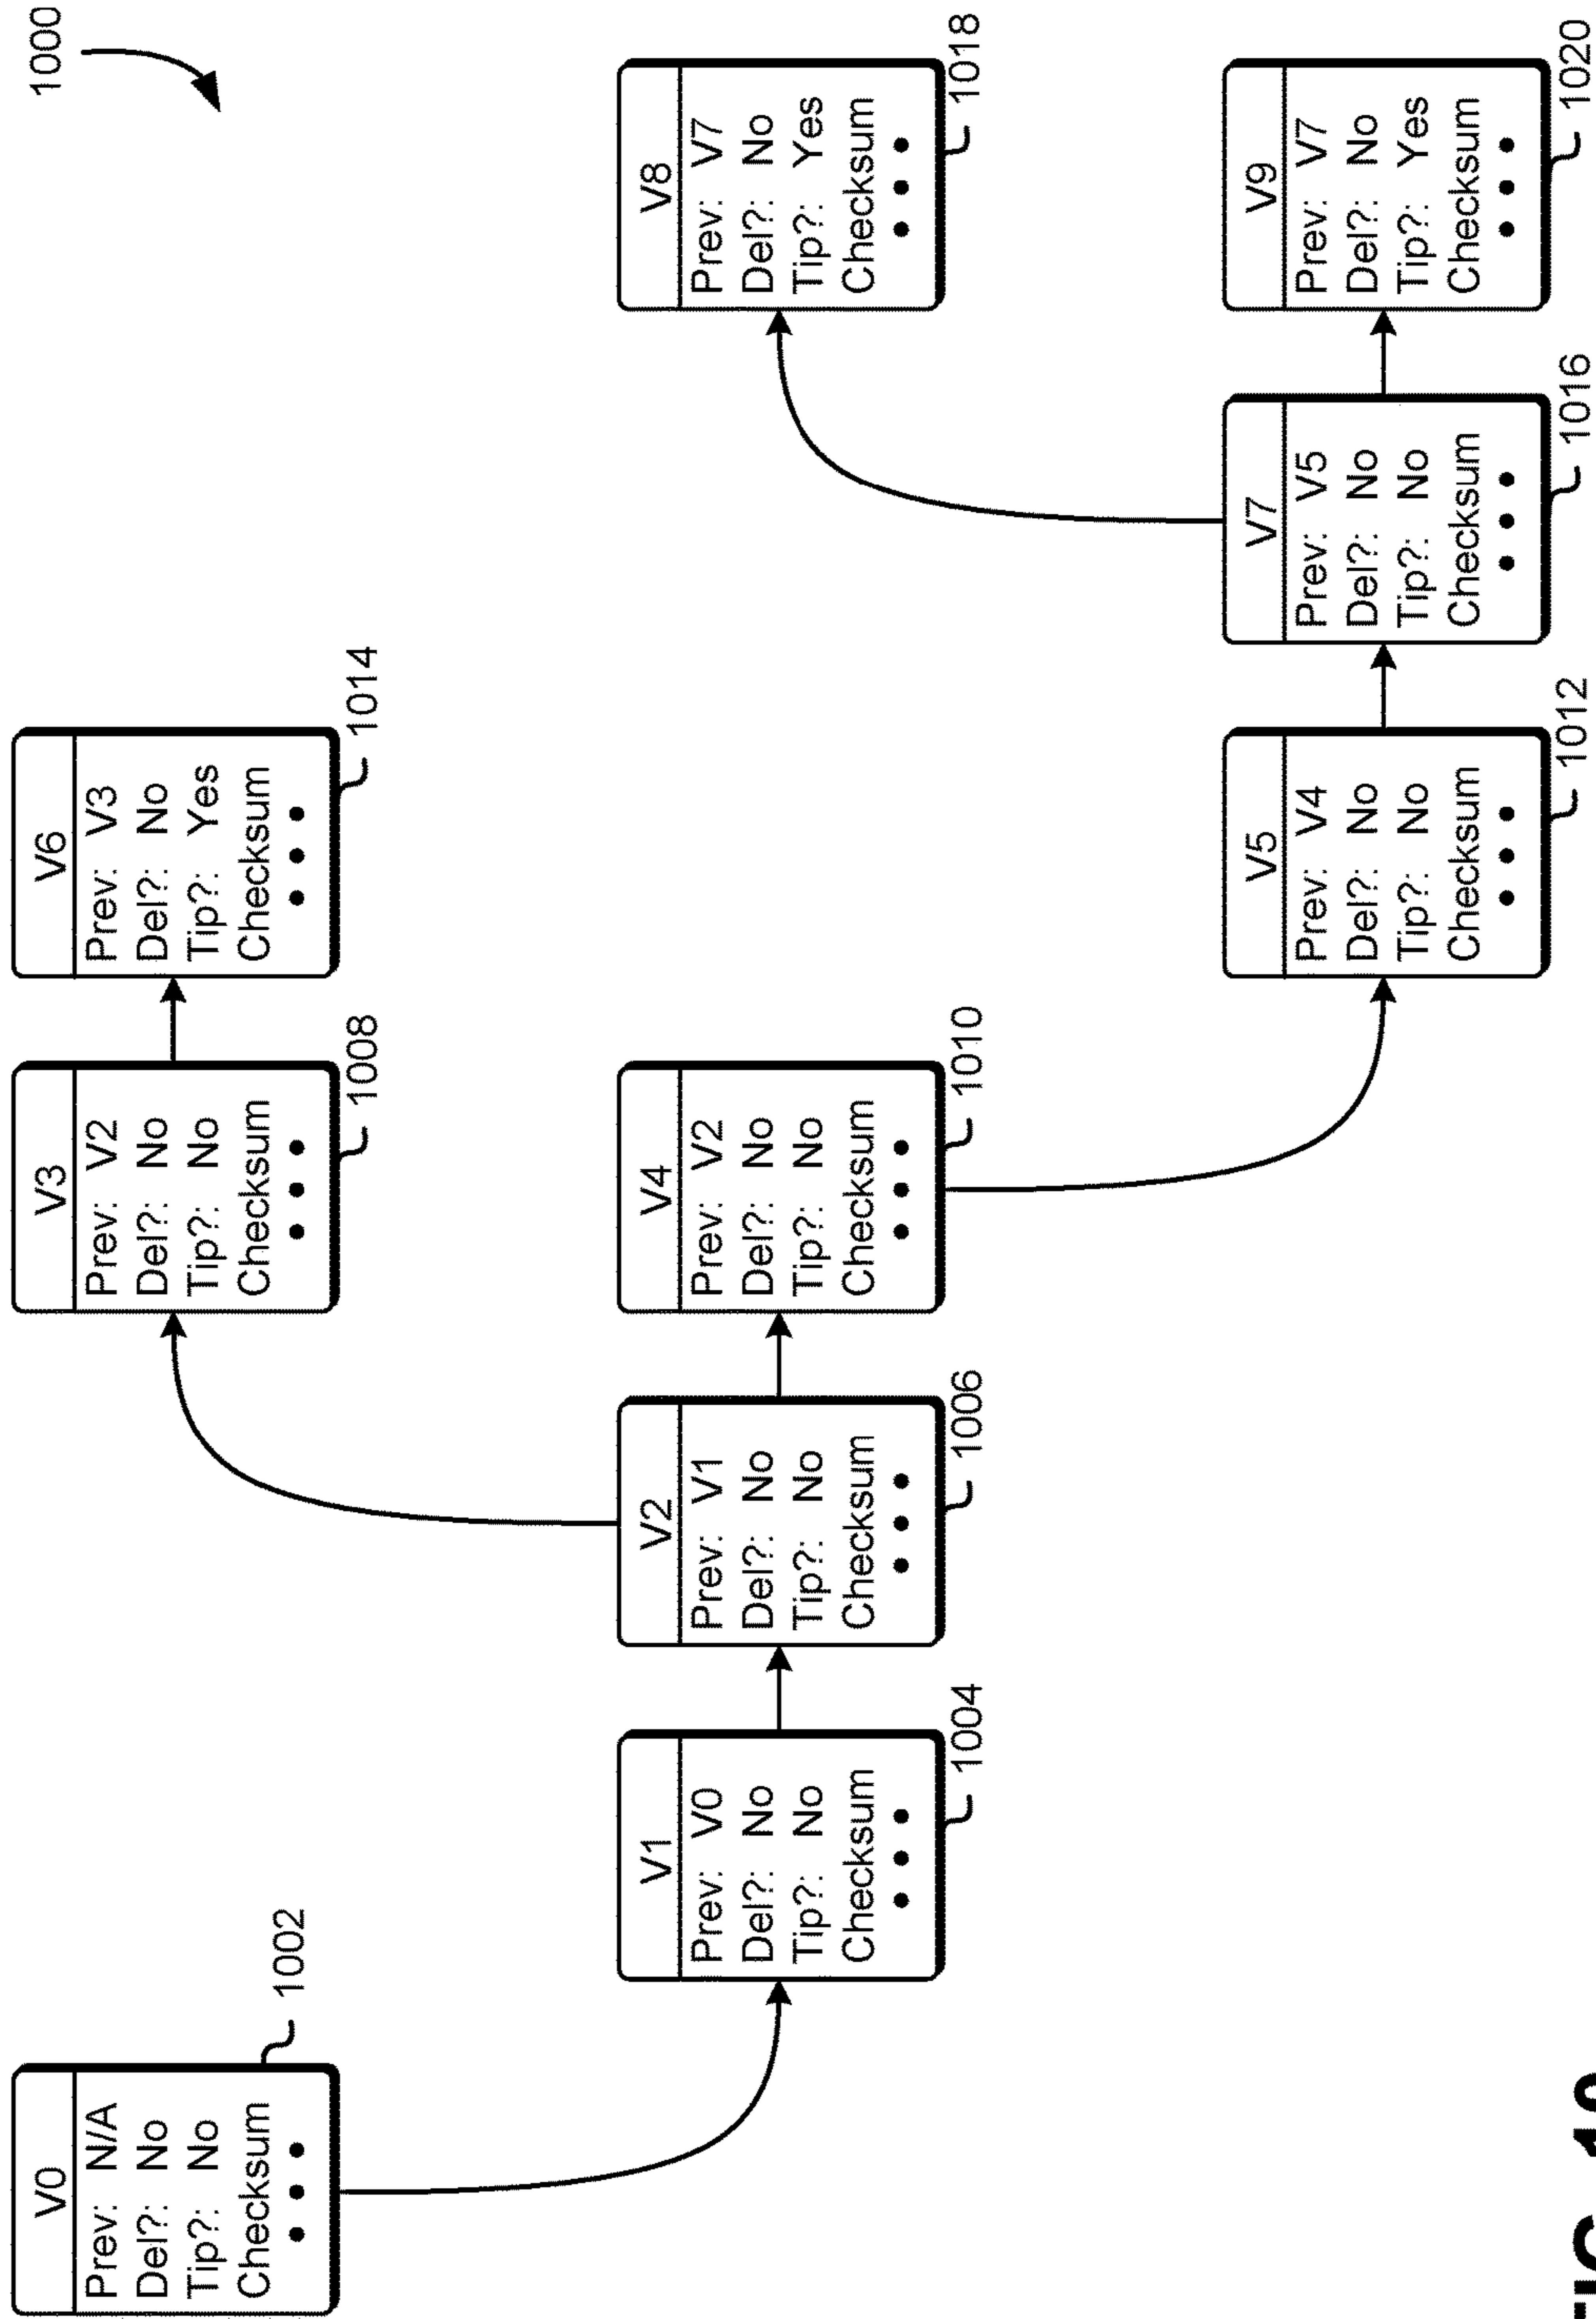 1000
V0
Prev: N/A
Del?: No
Tip?: No
Checksum
• • •
1002
V3
Prev: V2
Del?: No
Tip?: No
Checksum
• • •
1008
V6
Prev: V3
Del?: No
Tip?: Yes
Checksum
• • •
1014
V1
Prev: V0
Del?: No
Tip?: No
Checksum
• • •
1004
V2
Prev: V1
Del?: No
Tip?: No
Checksum
• • •
1006
V4
Prev: V2
Del?: No
Tip?: No
Checksum
• • •
1010
V8
Prev: V7
Del?: No
Tip?: Yes
Checksum
• • •
1018
V5
Prev: V4
Del?: No
Tip?: No
Checksum
• • •
1012
V7
Prev: V5
Del?: No
Tip?: No
Checksum
• • •
1016
V9
Prev: V7
Del?: No
Tip?: Yes
Checksum
• • •
1020
FIG. 10